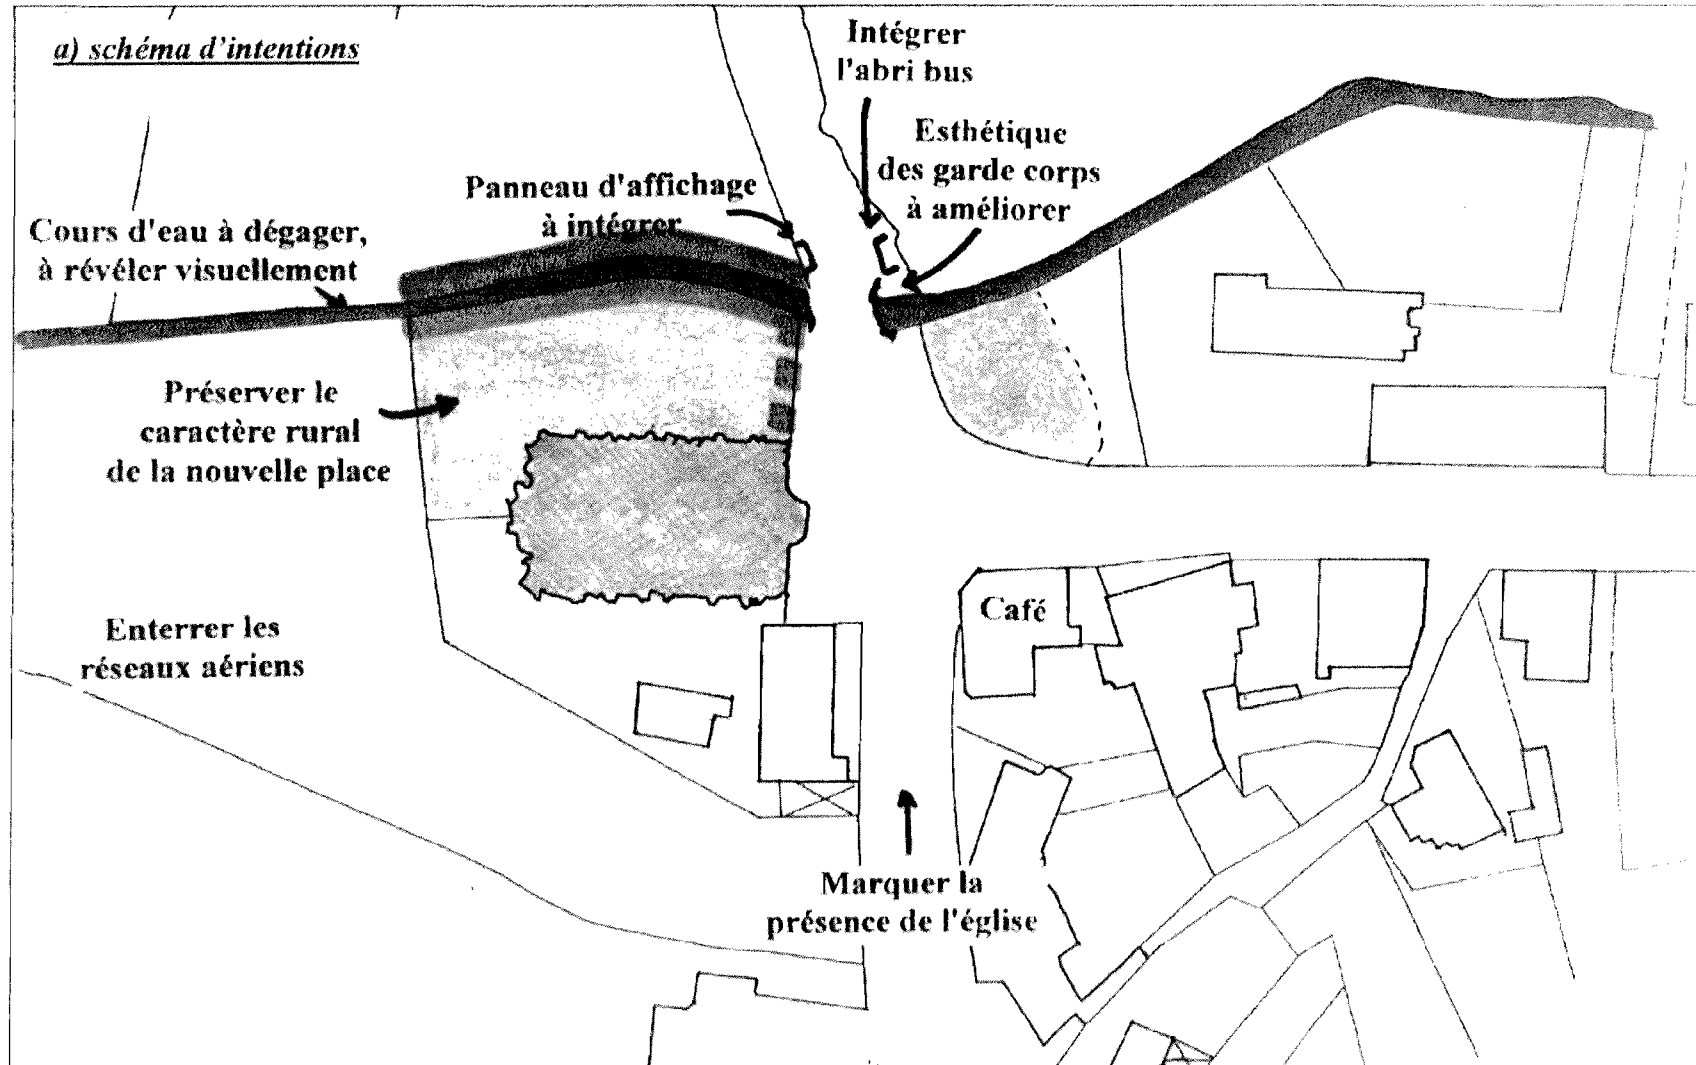 a) schéma d'intentions
Intégrer
l'abri bus
Esthétique
des garde corps
à améliorer
Panneau d'affichage
à intégrer
Cours d'eau à dégager,
à révéler visuellement
Préserver le
caractère rural
de la nouvelle place
Enterrer les
réseaux aériens
Café
Marquer la
présence de l'église